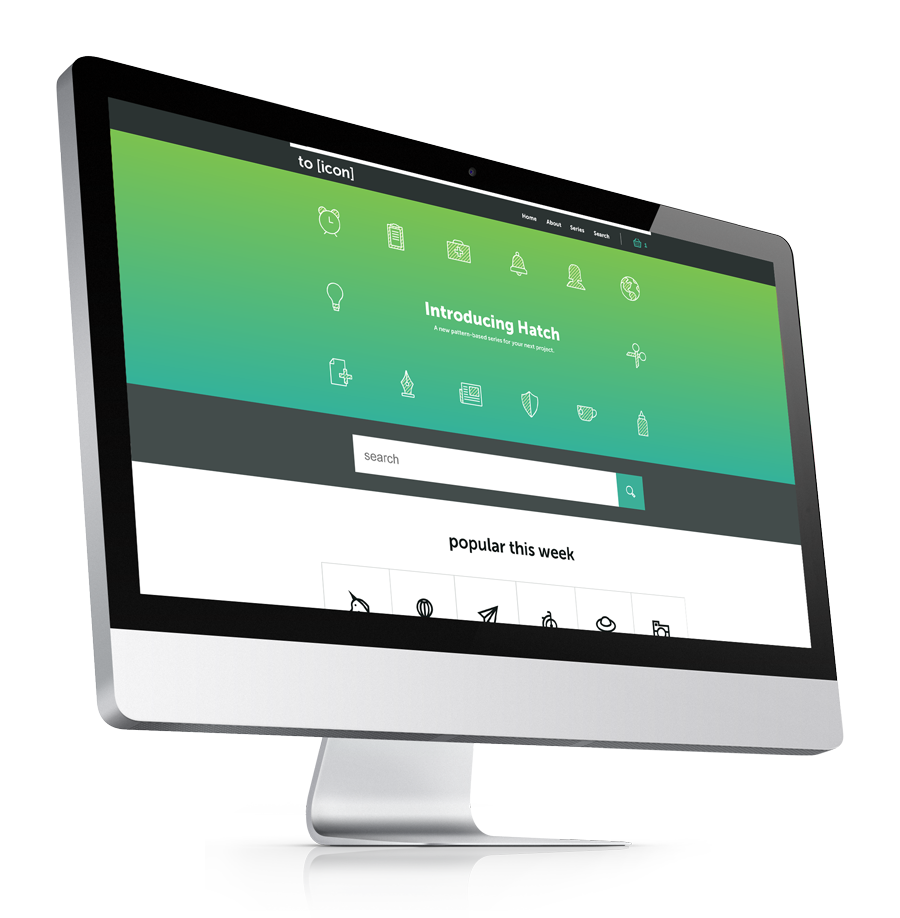 to [icon]
Home About Series Search 1
Introducing Hatch
A new pattern-based series for your next project.
search
popular this week